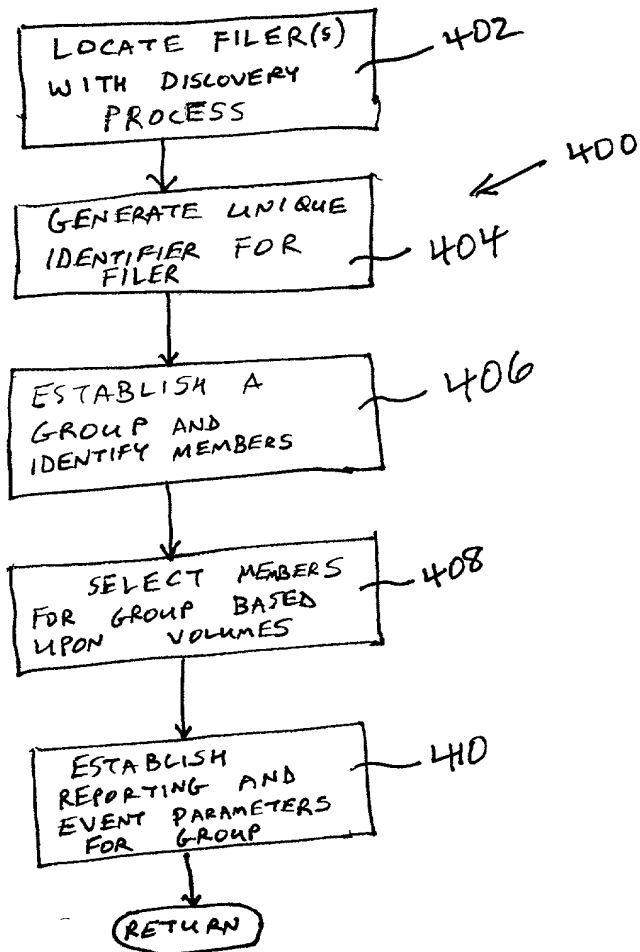 LOCATE FILER(S)
WITH DISCOVERY
PROCESS
402
400
GENERATE UNIQUE
IDENTIFIER FOR
FILER
404
ESTABLISH A
GROUP AND
IDENTIFY MEMBERS
406
SELECT MEMBERS
FOR GROUP BASED
UPON VOLUMES
408
ESTABLISH
REPORTING AND
EVENT PARAMETERS
FOR GROUP
410
RETURN